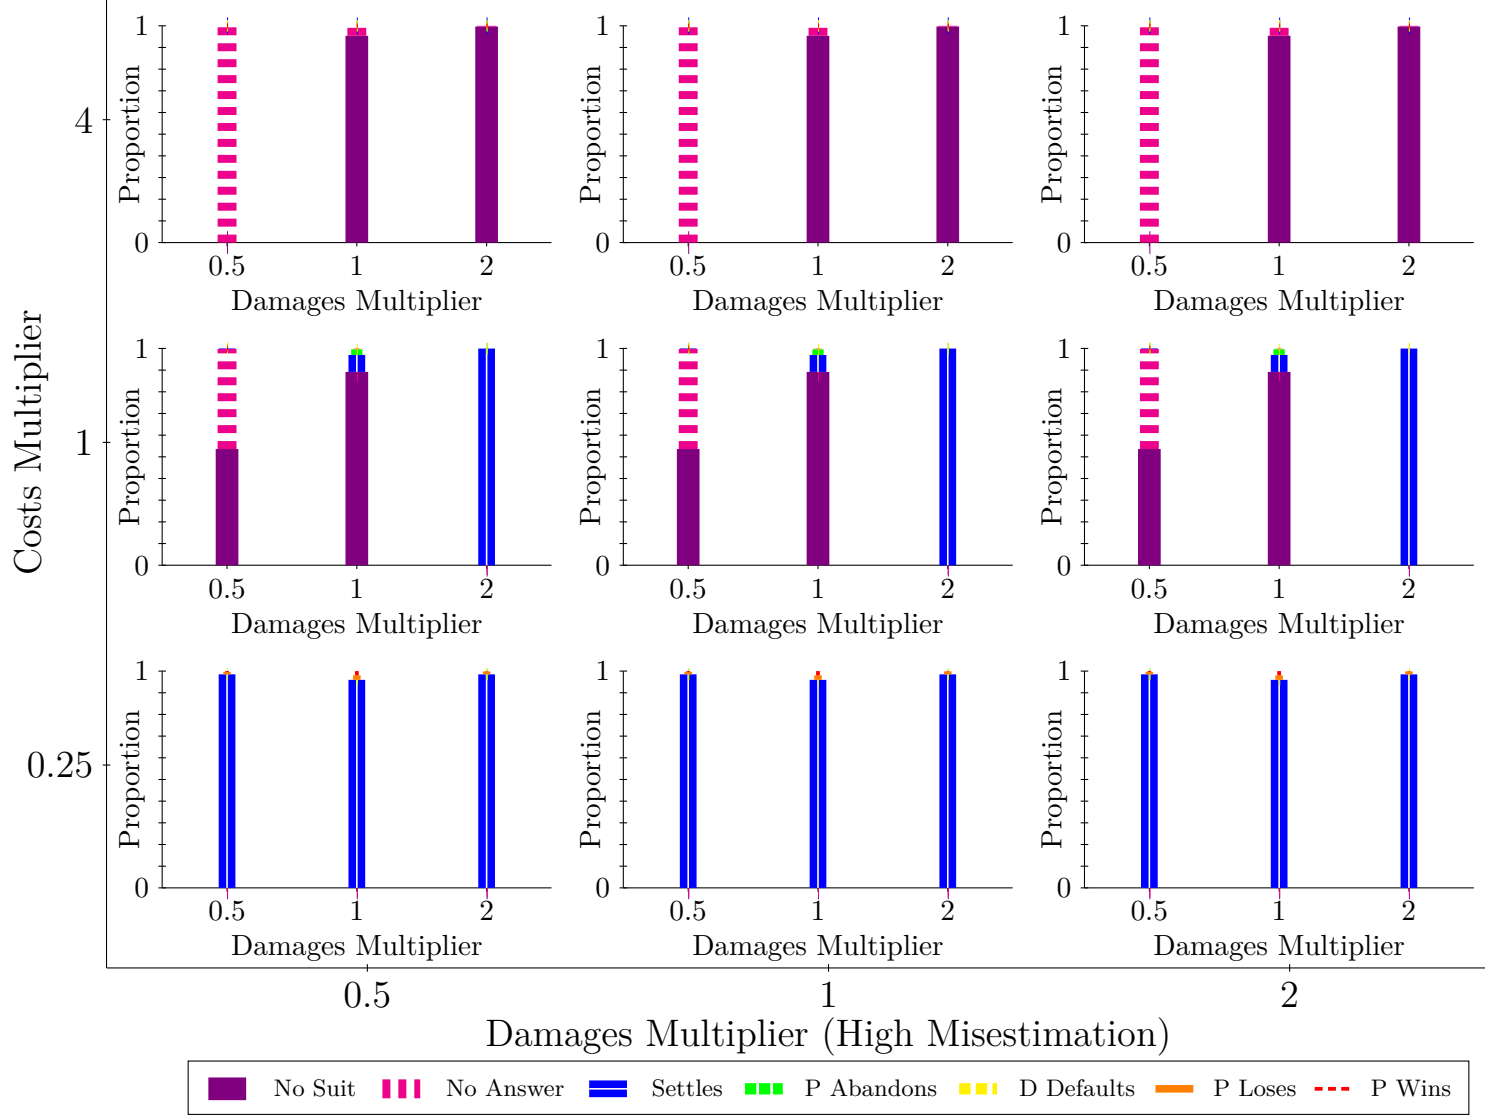 Costs Multiplier
4
1
0.25
1
Proportion
0
0.5 1 2
Damages Multiplier
1
Proportion
0
0.5 1 2
Damages Multiplier
1
Proportion
0
0.5 1 2
Damages Multiplier
1
Proportion
0
0.5 1 2
Damages Multiplier
1
Proportion
0
0.5 1 2
Damages Multiplier
1
Proportion
0
0.5 1 2
Damages Multiplier
1
Proportion
0
0.5 1 2
Damages Multiplier
1
Proportion
0
0.5 1 2
Damages Multiplier
1
Proportion
0
0.5 1 2
Damages Multiplier
0.5 1 2
Damages Multiplier (High Misestimation)
No Suit No Answer Settles P Abandons D Defaults P Loses P Wins